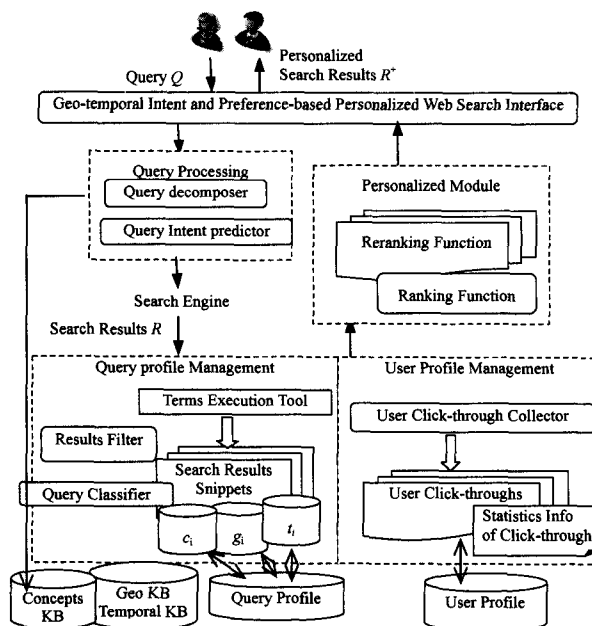 Personalized
Search Results R+
Query Q
Geo-temporal Intent and Preference-based Personalized Web Search Interface
Query Processing
Query decomposer
Query Intent predictor
Search Engine
Search Results R
Personalized Module
Reranking Function
Ranking Function
Query profile Management
Terms Execution Tool
Results Filter
Search Results
Snippets
Query Classifier
ci
gi
ti
User Profile Management
User Click-through Collector
User Click-throughs
Statistics Info
of Click-through
Concepts
KB
Geo KB
Temporal KB
Query Profile
User Profile